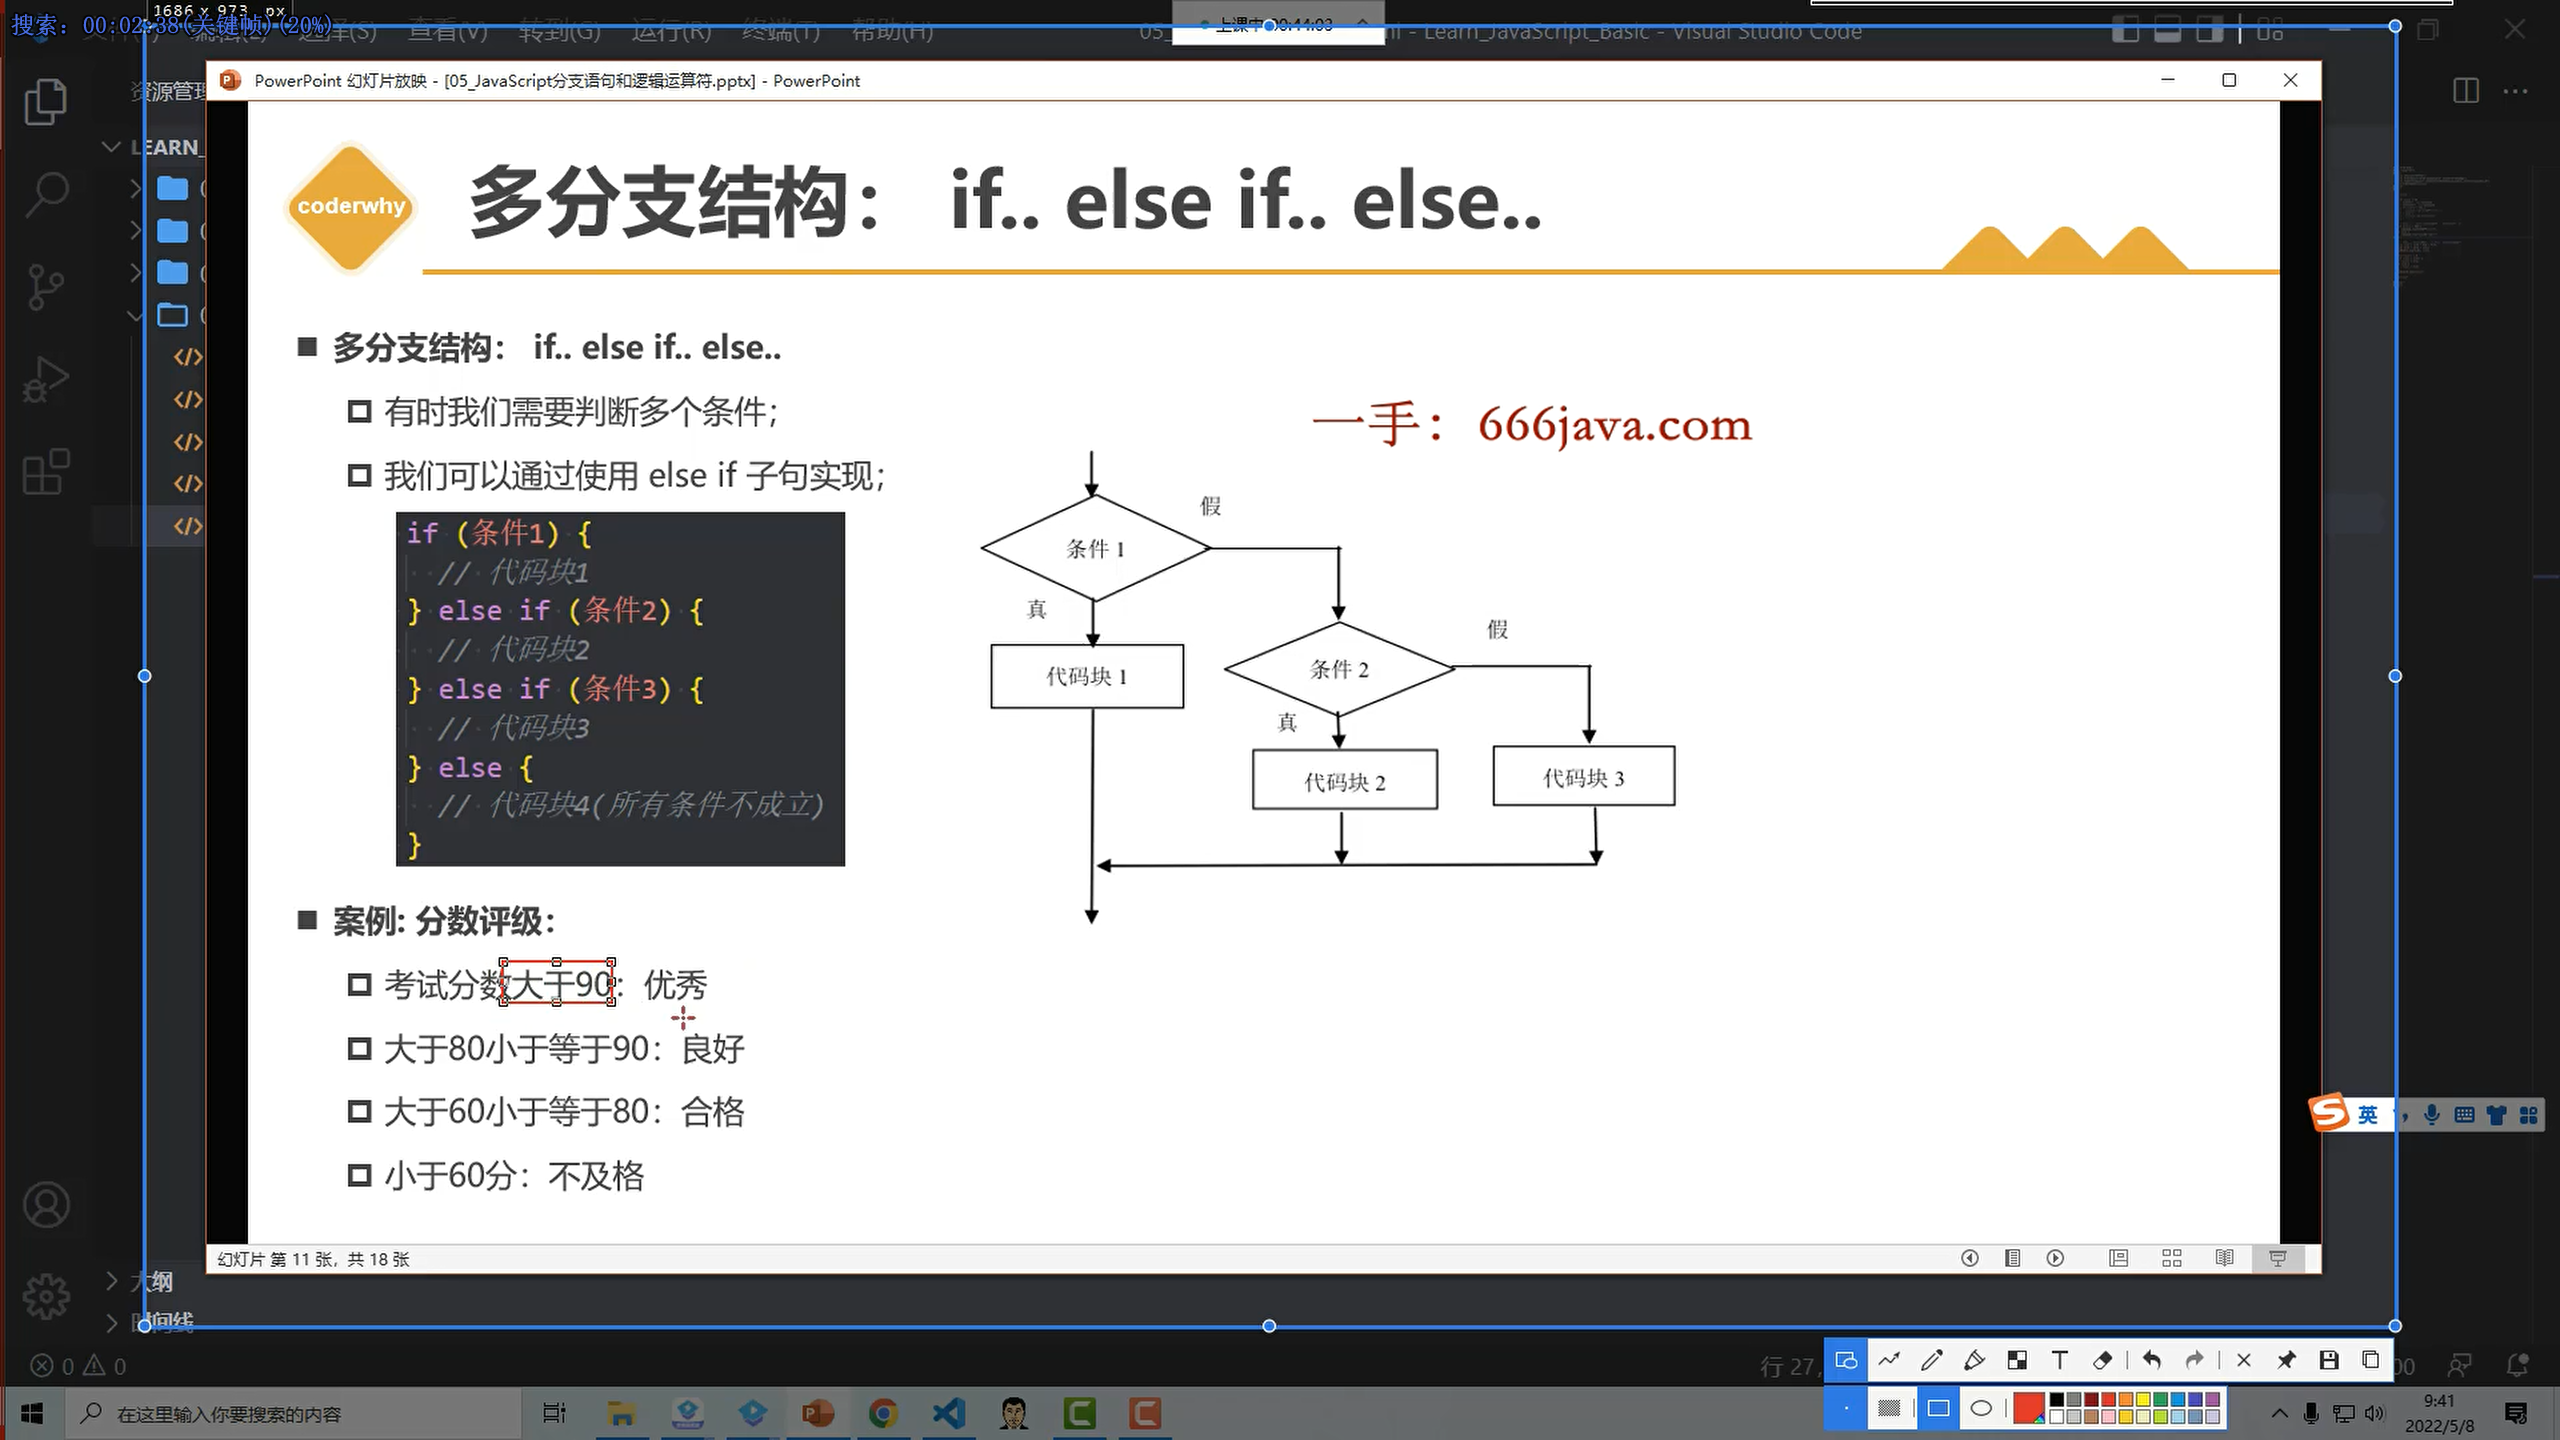 1686 x 973 px
搜索: 00:02:38(关键帧)(20%)
选择(S) 查看(V) 转到(G) 运行(R) 终端(T) 帮助(H)
上课中 00:44:03
- Learn_JavaScript_Basic - Visual Studio Code
资源管理
LEARN_
PowerPoint 幻灯片放映 - [05_JavaScript分支语句和逻辑运算符.pptx] - PowerPoint
coderwhy
多分支结构： if.. else if.. else..
多分支结构： if.. else if.. else..
有时我们需要判断多个条件；
我们可以通过使用 else if 子句实现；
if (条件1) {
// 代码块1
} else if (条件2) {
// 代码块2
} else if (条件3) {
// 代码块3
} else {
// 代码块4(所有条件不成立)
}
一手：666java.com
假
条件 1
真
代码块 1
假
条件 2
真
代码块 2
代码块 3
案例: 分数评级：
考试分数大于90：优秀
大于80小于等于90：良好
大于60小于等于80：合格
小于60分：不及格
英
幻灯片 第 11 张，共 18 张
大纲
时间线
0 0
行 27,
在这里输入你要搜索的内容
9:41
2022/5/8